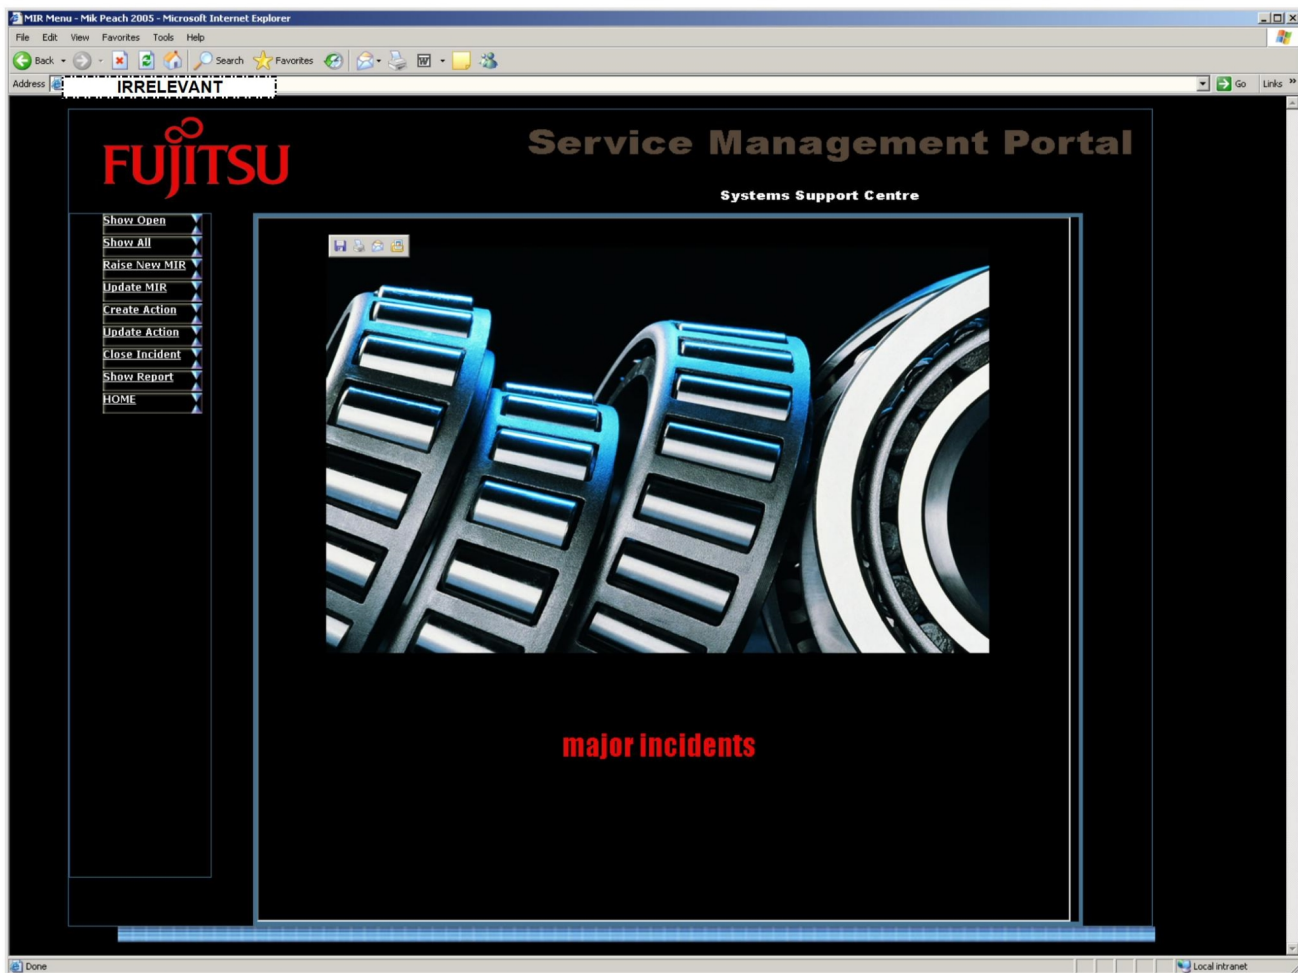 MIR Menu - Mik Peach 2005 - Microsoft Internet Explorer
File Edit View Favorites Tools Help
Back Search Favorites
Address IRRELEVANT Go Links »
FUJITSU
Service Management Portal
Systems Support Centre
Show Open
Show All
Raise New MIR
Update MIR
Create Action
Update Action
Close Incident
Show Report
HOME
major incidents
Done Local intranet